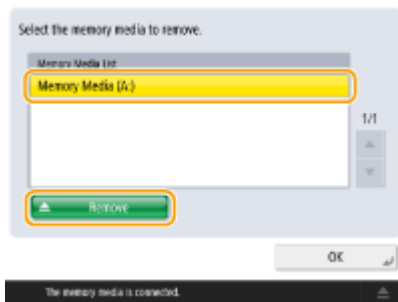 Select the memory media to remove.
Memory Media List
Memory Media (A:)
1/1
Remove
OK
The memory media is connected.